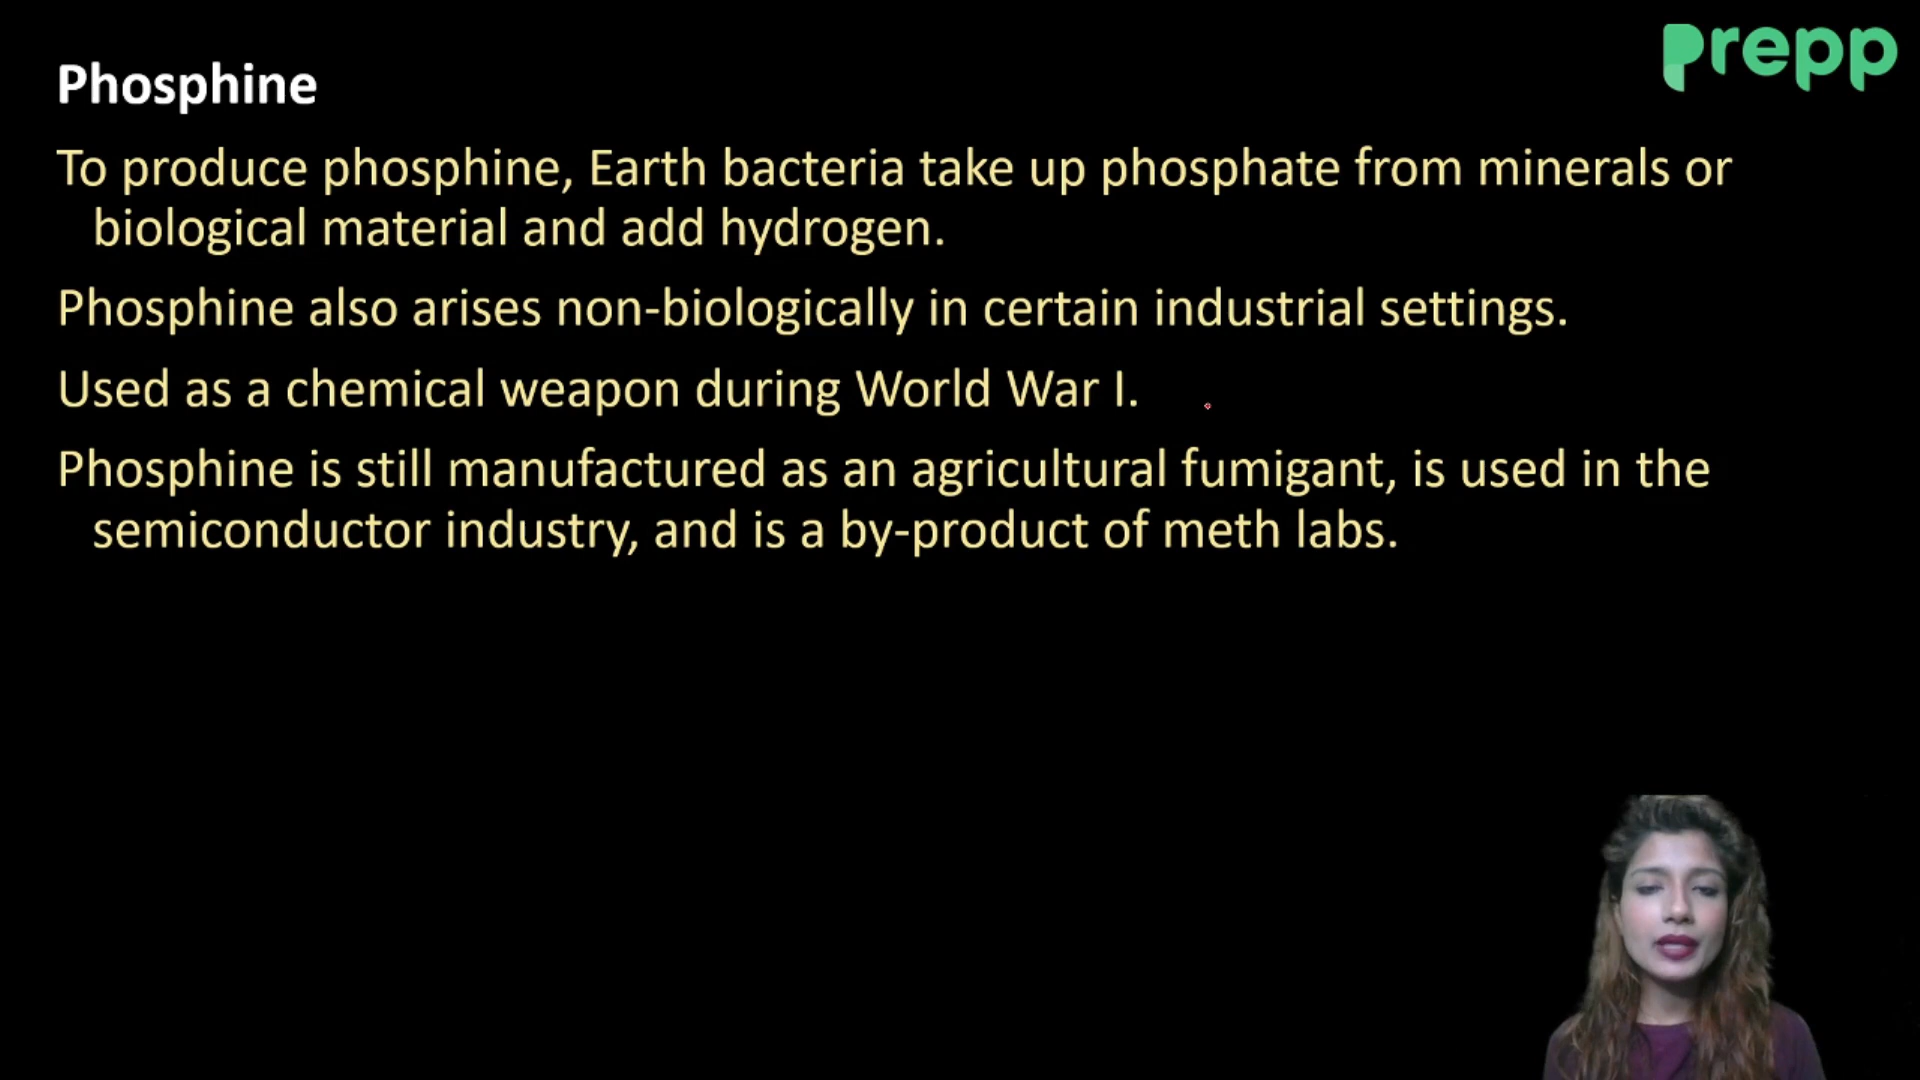 prepp
Phosphine
To produce phosphine, Earth bacteria take up phosphate from minerals or
biological material and add hydrogen.
Phosphine also arises non-biologically in certain industrial settings.
Used as a chemical weapon during World War I.
Phosphine is still manufactured as an agricultural fumigant, is used in the
semiconductor industry, and is a by-product of meth labs.